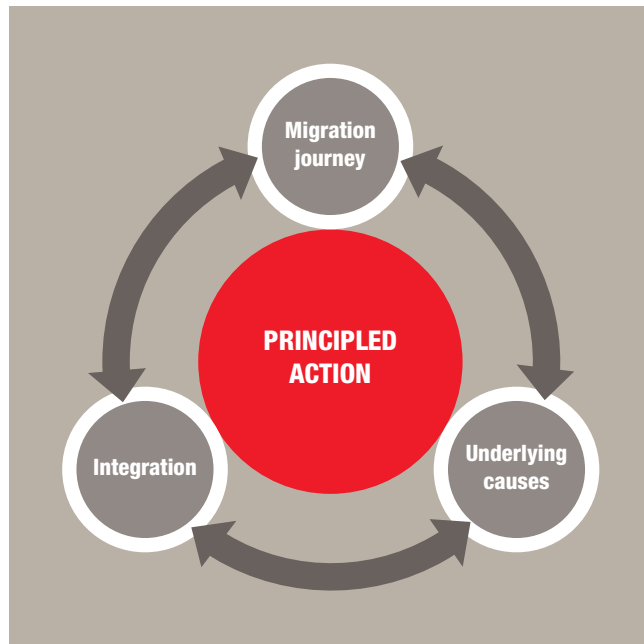 Migration
journey
PRINCIPLED
ACTION
Integration
Underlying
causes